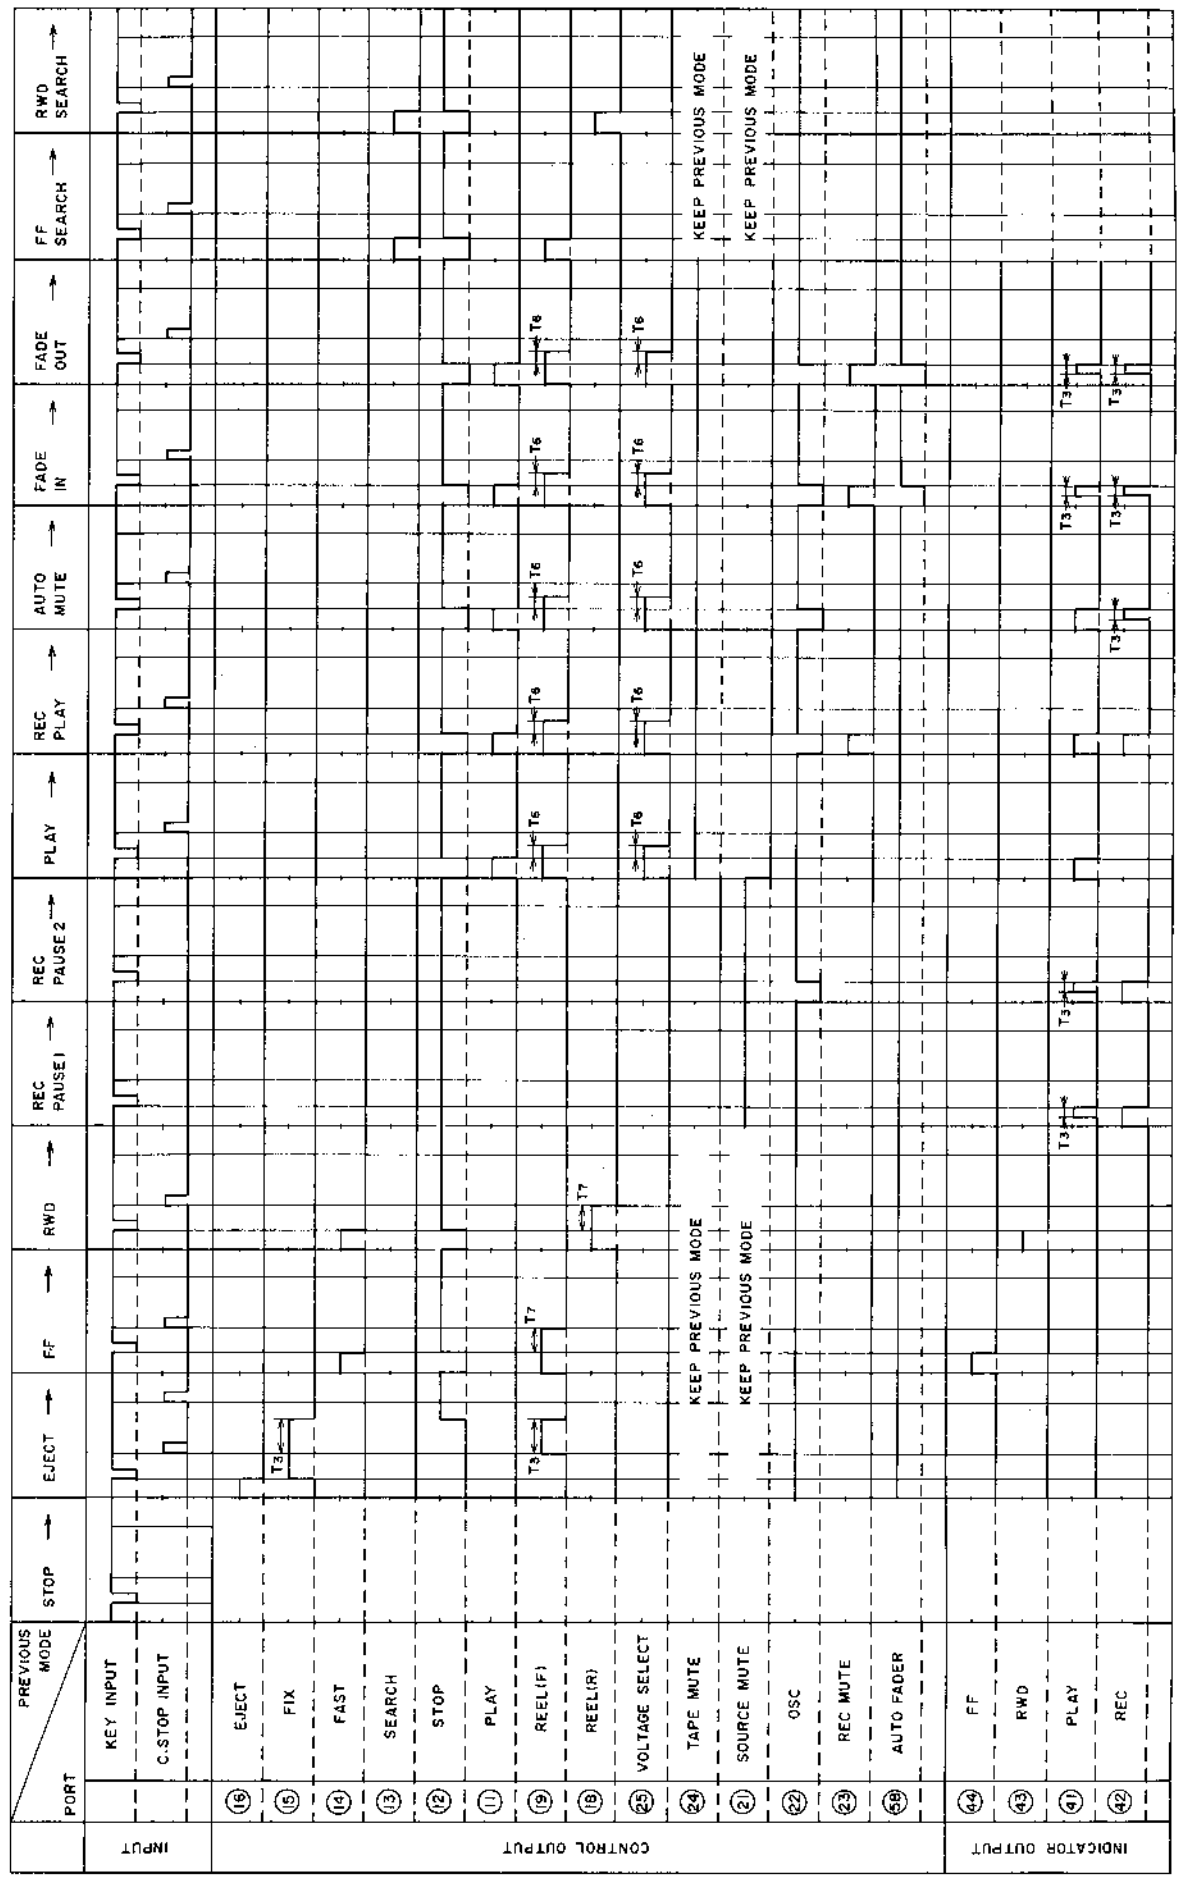 PREVIOUS
MODE
PORT
STOP →
EJECT →
FF →
RWD →
REC
PAUSE1 →
REC
PAUSE2 →
PLAY →
REC
PLAY →
AUTO
MUTE →
FADE
IN →
FADE
OUT →
FF
SEARCH →
RWD
SEARCH →
INPUT
KEY INPUT
C.STOP INPUT
CONTROL OUTPUT
16 EJECT
15 FIX
T3
14 FAST
13 SEARCH
12 STOP
11 PLAY
19 REEL(F)
T3
T7
T6
T6
T6
T6
T6
18 REEL(R)
T7
25 VOLTAGE SELECT
T6
T6
T6
T6
T6
24 TAPE MUTE
KEEP PREVIOUS MODE
KEEP PREVIOUS MODE
21 SOURCE MUTE
KEEP PREVIOUS MODE
KEEP PREVIOUS MODE
22 OSC
23 REC MUTE
58 AUTO FADER
INDICATOR OUTPUT
44 FF
43 RWD
41 PLAY
T3
T3
T3
T3
42 REC
T3
T3
T3